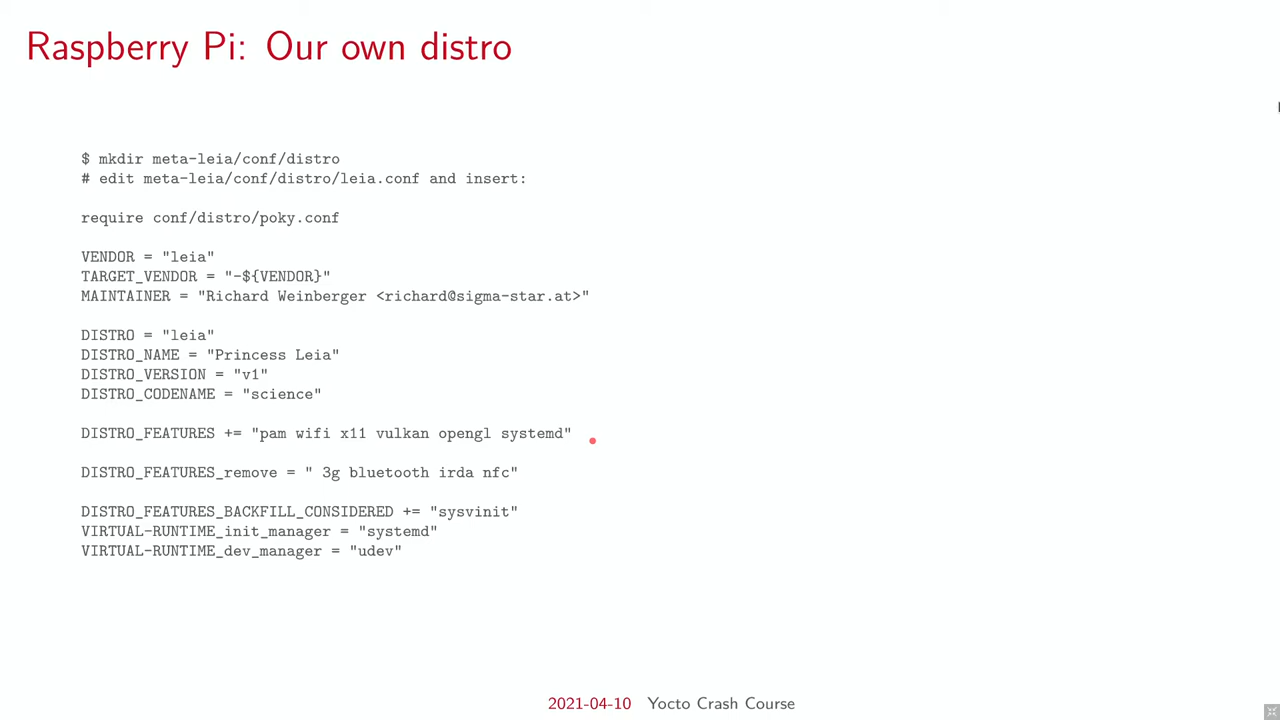 Raspberry Pi: Our own distro
$ mkdir meta-leia/conf/distro
# edit meta-leia/conf/distro/leia.conf and insert:
require conf/distro/poky.conf
VENDOR = "leia"
TARGET_VENDOR = "-${VENDOR}"
MAINTAINER = "Richard Weinberger <richard@sigma-star.at>"
DISTRO = "leia"
DISTRO_NAME = "Princess Leia"
DISTRO_VERSION = "v1"
DISTRO_CODENAME = "science"
DISTRO_FEATURES += "pam wifi x11 vulkan opengl systemd"
DISTRO_FEATURES_remove = " 3g bluetooth irda nfc"
DISTRO_FEATURES_BACKFILL_CONSIDERED += "sysvinit"
VIRTUAL-RUNTIME_init_manager = "systemd"
VIRTUAL-RUNTIME_dev_manager = "udev"
2021-04-10 Yocto Crash Course